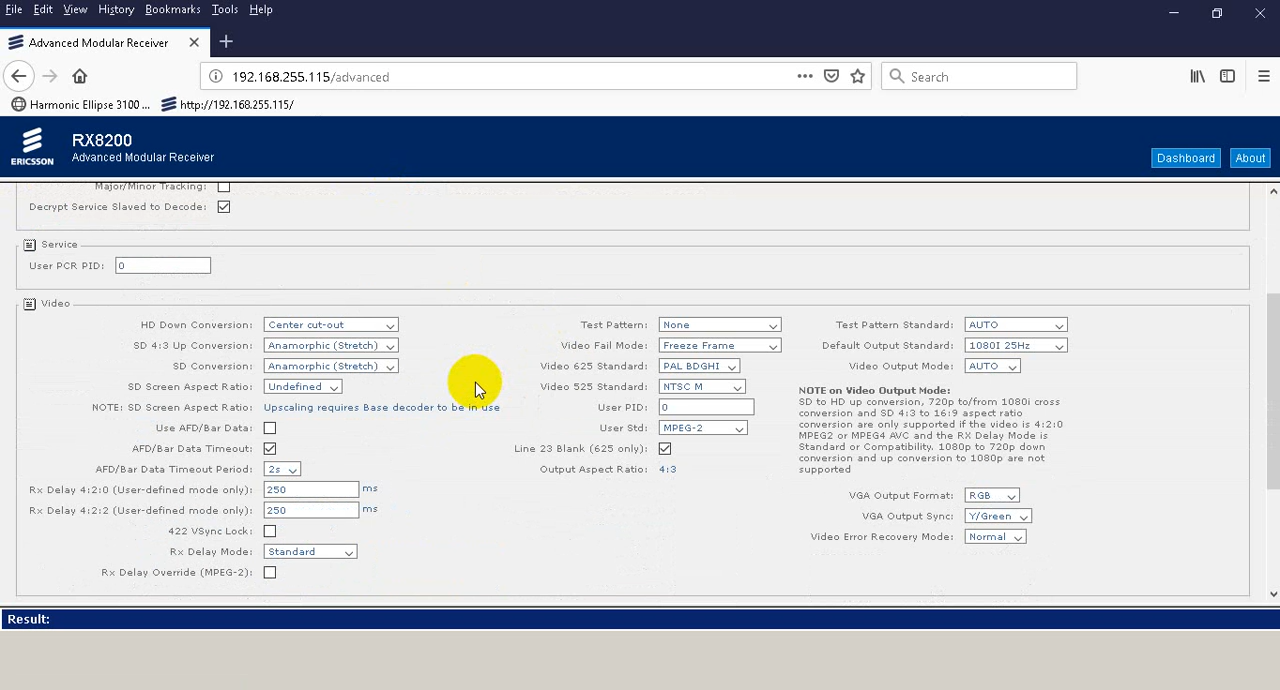 File Edit View History Bookmarks Tools Help
Advanced Modular Receiver
192.168.255.115/advanced
Search
Harmonic Ellipse 3100 ...
http://192.168.255.115/
ERICSSON
RX8200
Advanced Modular Receiver
Dashboard
About
Major/Minor Tracking:
Decrypt Service Slaved to Decode:
Service
User PCR PID: 0
Video
HD Down Conversion: Center cut-out
SD 4:3 Up Conversion: Anamorphic (Stretch)
SD Conversion: Anamorphic (Stretch)
SD Screen Aspect Ratio: Undefined
NOTE: SD Screen Aspect Ratio: Upscaling requires Base decoder to be in use
Use AFD/Bar Data:
AFD/Bar Data Timeout:
AFD/Bar Data Timeout Period: 2s
Rx Delay 4:2:0 (User-defined mode only): 250 ms
Rx Delay 4:2:2 (User-defined mode only): 250 ms
422 VSync Lock:
Rx Delay Mode: Standard
Rx Delay Override (MPEG-2):
Test Pattern: None
Video Fail Mode: Freeze Frame
Video 625 Standard: PAL BDGHI
Video 525 Standard: NTSC M
User PID: 0
User Std: MPEG-2
Line 23 Blank (625 only):
Output Aspect Ratio: 4:3
Test Pattern Standard: AUTO
Default Output Standard: 1080I 25Hz
Video Output Mode: AUTO
NOTE on Video Output Mode:
SD to HD up conversion, 720p to/from 1080i cross
conversion and SD 4:3 to 16:9 aspect ratio
conversion are only supported if the video is 4:2:0
MPEG2 or MPEG4 AVC and the RX Delay Mode is
Standard or Compatibility. 1080p to 720p down
conversion and up conversion to 1080p are not
supported
VGA Output Format: RGB
VGA Output Sync: Y/Green
Video Error Recovery Mode: Normal
Result: